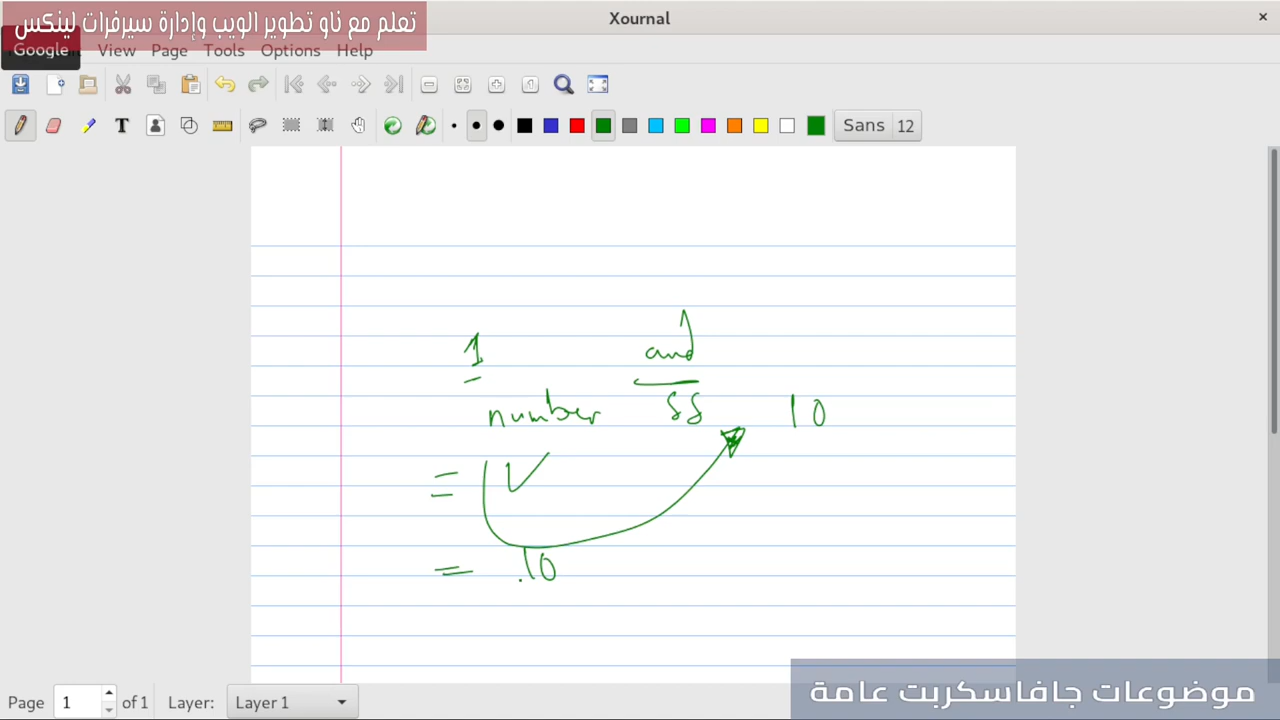 تعلم مع ناو تطوير الويب وإدارة سيرفرات لينكس
Xournal
Google View Page Tools Options Help
Sans 12
1 and
number && 10
=
= 10
Page 1 of 1 Layer: Layer 1
موضوعات جافاسكربت عامة